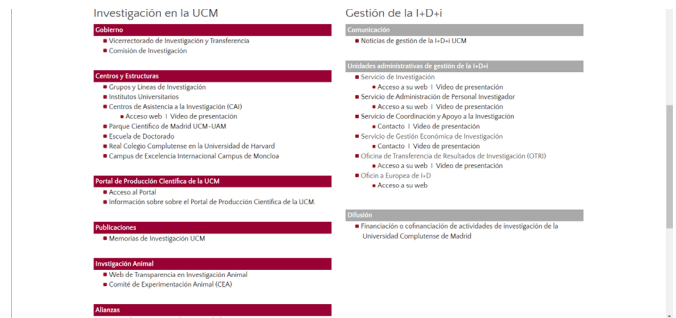 Investigación en la UCM
Gobierno
Vicerrectorado de Investigación y Transferencia
Comisión de Investigación
Centros y Estructuras
Grupos y Líneas de Investigación
Institutos Universitarios
Centros de Asistencia a la Investigación (CAI)
Acceso web | Vídeo de presentación
Parque Científico de Madrid UCM-UAM
Escuela de Doctorado
Real Colegio Complutense en la Universidad de Harvard
Campus de Excelencia Internacional Campus de Moncloa
Portal de Producción Científica de la UCM
Acceso al Portal
Información sobre sobre el Portal de Producción Científica de la UCM.
Publicaciones
Memorias de Investigación UCM
Invstigación Animal
Web de Transparencia en Investigación Animal
Comité de Experimentación Animal (CEA)
Alianzas
Gestión de la I+D+i
Comunicación
Noticias de gestión de la I+D+i UCM
Unidades administrativas de gestión de la I+D+i
Servicio de Investigación
Acceso a su web | Vídeo de presentación
Servicio de Administración de Personal Investigador
Acceso a su web | Vídeo de presentación
Servicio de Coordinación y Apoyo a la Investigación
Contacto | Vídeo de presentación
Servicio de Gestión Económica de Investigación
Contacto | Vídeo de presentación
Oficina de Transferencia de Resultados de Investigación (OTRI)
Acceso a su web | Vídeo de presentación
Oficin a Europea de I+D
Acceso a su web
Difusión
Financiación o cofinanciación de actividades de investigación de la
Universidad Complutense de Madrid